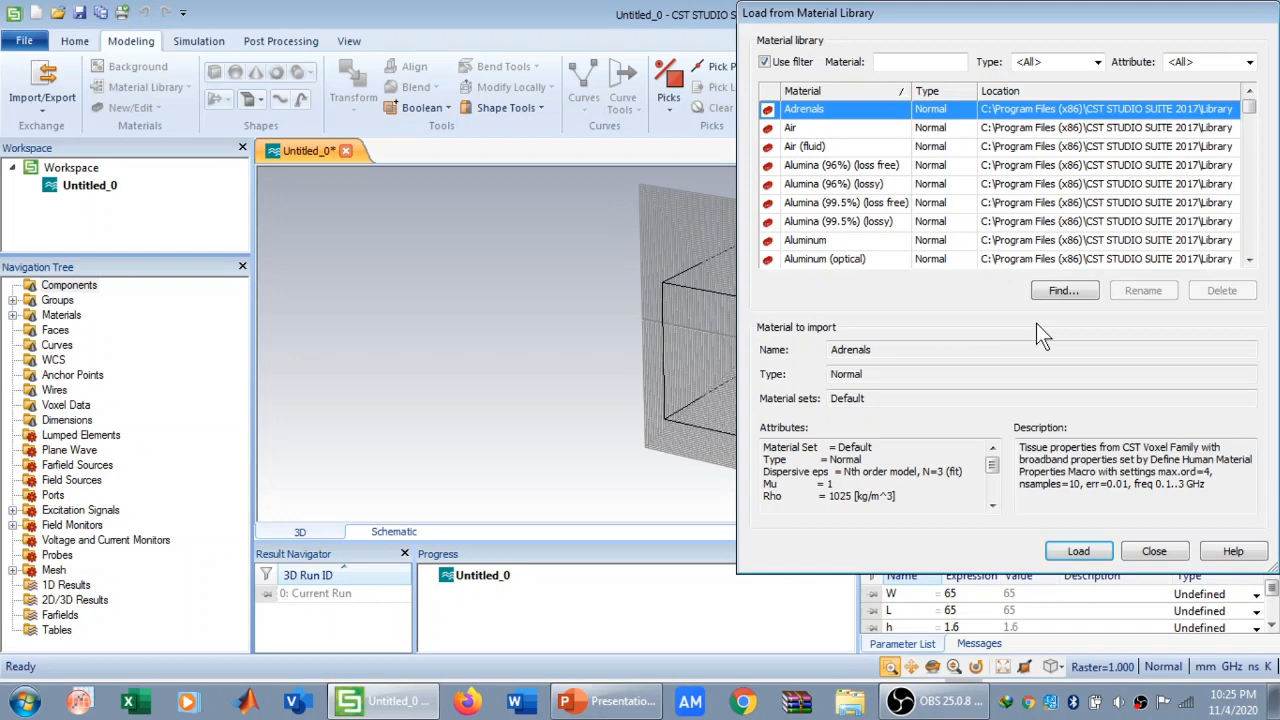 Untitled_0 - CST STUDIO SU
Load from Material Library
File
Home
Modeling
Simulation
Post Processing
View
Import/Export
Exchange
Background
Material Library
New/Edit
Materials
Shapes
Transform
Align
Blend
Boolean
Bend Tools
Modify Locally
Shape Tools
Tools
Curves
Curve
Tools
Curves
Picks
Pick P
Pick L
Clear
Picks
Material library
Use filter
Material:
Type:
<All>
Attribute:
<All>
Material / Type Location
Adrenals Normal C:\Program Files (x86)\CST STUDIO SUITE 2017\Library
Air Normal C:\Program Files (x86)\CST STUDIO SUITE 2017\Library
Air (fluid) Normal C:\Program Files (x86)\CST STUDIO SUITE 2017\Library
Alumina (96%) (loss free) Normal C:\Program Files (x86)\CST STUDIO SUITE 2017\Library
Alumina (96%) (lossy) Normal C:\Program Files (x86)\CST STUDIO SUITE 2017\Library
Alumina (99.5%) (loss free) Normal C:\Program Files (x86)\CST STUDIO SUITE 2017\Library
Alumina (99.5%) (lossy) Normal C:\Program Files (x86)\CST STUDIO SUITE 2017\Library
Aluminum Normal C:\Program Files (x86)\CST STUDIO SUITE 2017\Library
Aluminum (optical) Normal C:\Program Files (x86)\CST STUDIO SUITE 2017\Library
Find...
Rename
Delete
Material to import
Name: Adrenals
Type: Normal
Material sets: Default
Attributes:
Material Set = Default
Type = Normal
Dispersive eps = Nth order model, N=3 (fit)
Mu = 1
Rho = 1025 [kg/m^3]
Description:
Tissue properties from CST Voxel Family with
broadband properties set by Define Human Material
Properties Macro with settings max.ord=4,
nsamples=10, err=0.01, freq 0.1..3 GHz
Load
Close
Help
Workspace
Workspace
Untitled_0
Untitled_0*
Navigation Tree
Components
Groups
Materials
Faces
Curves
WCS
Anchor Points
Wires
Voxel Data
Dimensions
Lumped Elements
Plane Wave
Farfield Sources
Field Sources
Ports
Excitation Signals
Field Monitors
Voltage and Current Monitors
Probes
Mesh
1D Results
2D/3D Results
Farfields
Tables
3D
Schematic
Result Navigator
3D Run ID
0: Current Run
Progress
Untitled_0
Name Expression Value Description Type
W = 65 65 Undefined
L = 65 65 Undefined
h = 1.6 1.6 Undefined
Parameter List
Messages
Ready
Raster=1.000 Normal mm GHz ns K
Untitled_0 ...
Presentatio...
AM
OBS 25.0.8 ...
10:25 PM
11/4/2020